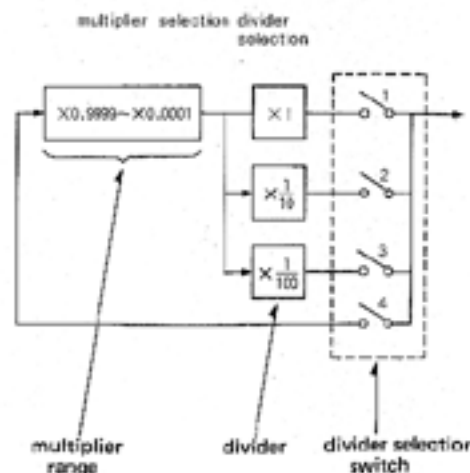 multiplier selection divider
selection
×0.9999~×0.0001
×1
1
×1/10
2
×1/100
3
4
multiplier
range
divider
divider selection
switch